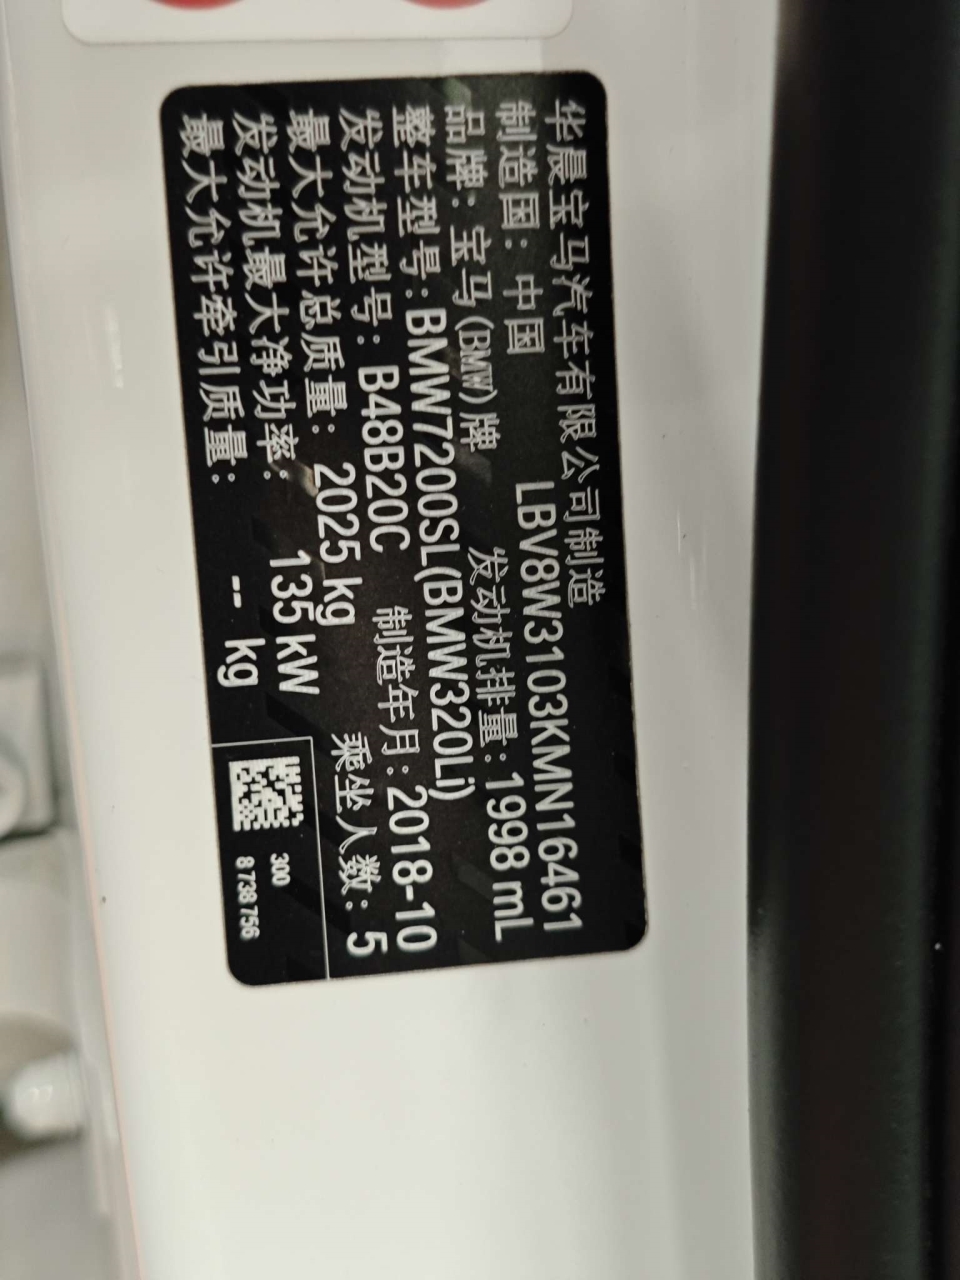 华晨宝马汽车有限公司制造
制造国：中国 LBV8W3103KMN16461
品牌：宝马(BMW)牌 发动机排量：1998 mL
整车型号：BMW7200SL(BMW320Li)
发动机型号：B48B20C 制造年月：2018-10
最大允许总质量：2025 kg 乘坐人数：5
发动机最大净功率：135 kW
最大允许牵引质量：-- kg
300
8 738 756